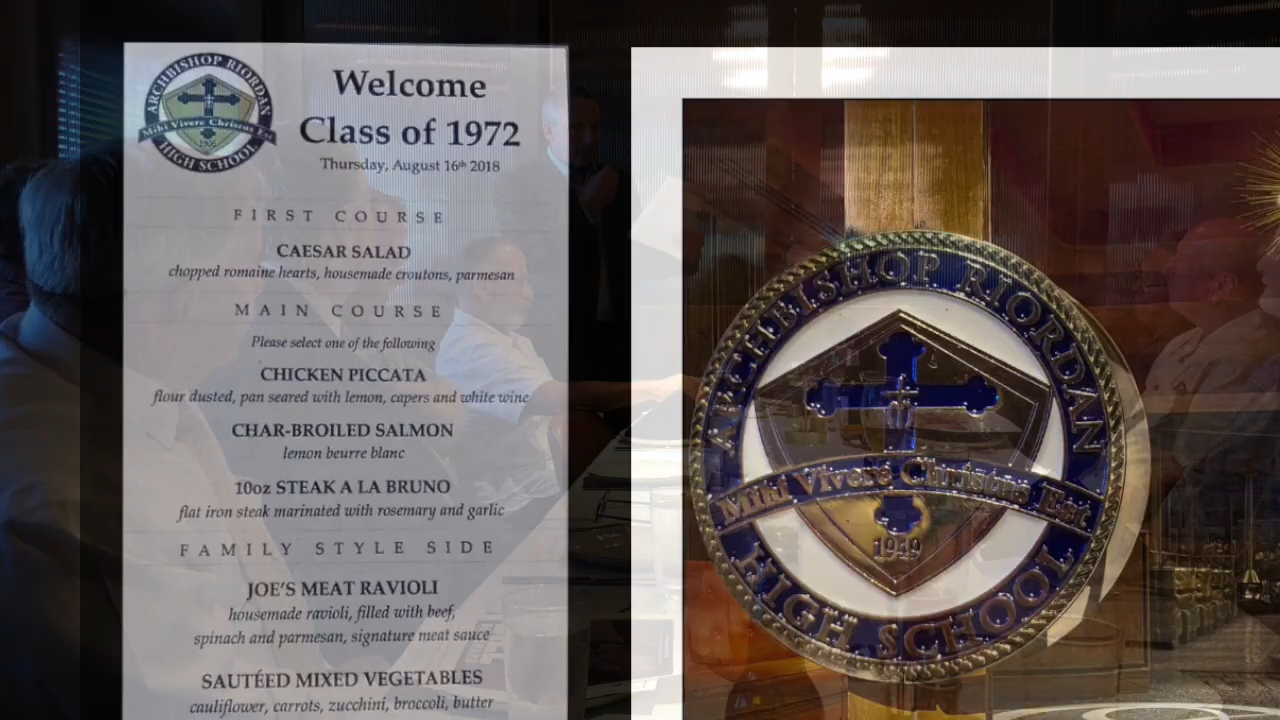 ARCHBISHOP RIORDAN
Mihi Vivere Christus Est
HIGH SCHOOL
Welcome
Class of 1972
Thursday, August 16th 2018
FIRST COURSE
CAESAR SALAD
chopped romaine hearts, housemade croutons, parmesan
MAIN COURSE
Please select one of the following
CHICKEN PICCATA
flour dusted, pan seared with lemon, capers and white wine
CHAR-BROILED SALMON
lemon beurre blanc
10oz STEAK A LA BRUNO
flat iron steak marinated with rosemary and garlic
FAMILY STYLE SIDE
JOE'S MEAT RAVIOLI
housemade ravioli, filled with beef,
spinach and parmesan, signature meat sauce
SAUTÉED MIXED VEGETABLES
cauliflower, carrots, zucchini, broccoli, butter
ARCHBISHOP RIORDAN
Mihi Vivere Christus Est
1949
HIGH SCHOOL